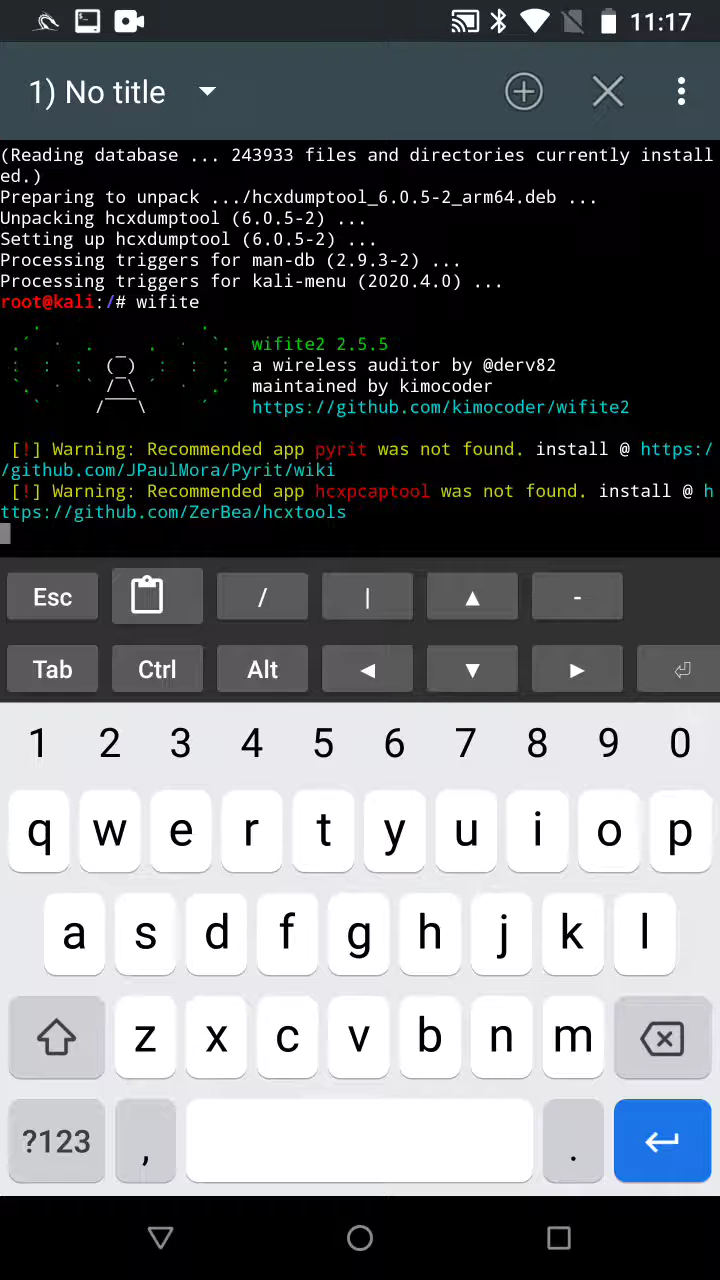 11:17
1) No title
(Reading database ... 243933 files and directories currently install
ed.)
Preparing to unpack .../hcxdumptool_6.0.5-2_arm64.deb ...
Unpacking hcxdumptool (6.0.5-2) ...
Setting up hcxdumptool (6.0.5-2) ...
Processing triggers for man-db (2.9.3-2) ...
Processing triggers for kali-menu (2020.4.0) ...
root@kali:/# wifite
wifite2 2.5.5
a wireless auditor by @derv82
maintained by kimocoder
https://github.com/kimocoder/wifite2
[!] Warning: Recommended app pyrit was not found. install @ https:/
/github.com/JPaulMora/Pyrit/wiki
[!] Warning: Recommended app hcxpcaptool was not found. install @ h
ttps://github.com/ZerBea/hcxtools
Esc / | ▲ -
Tab Ctrl Alt ◀ ▼ ▶ ⏎
1 2 3 4 5 6 7 8 9 0
q w e r t y u i o p
a s d f g h j k l
z x c v b n m
?123 , .